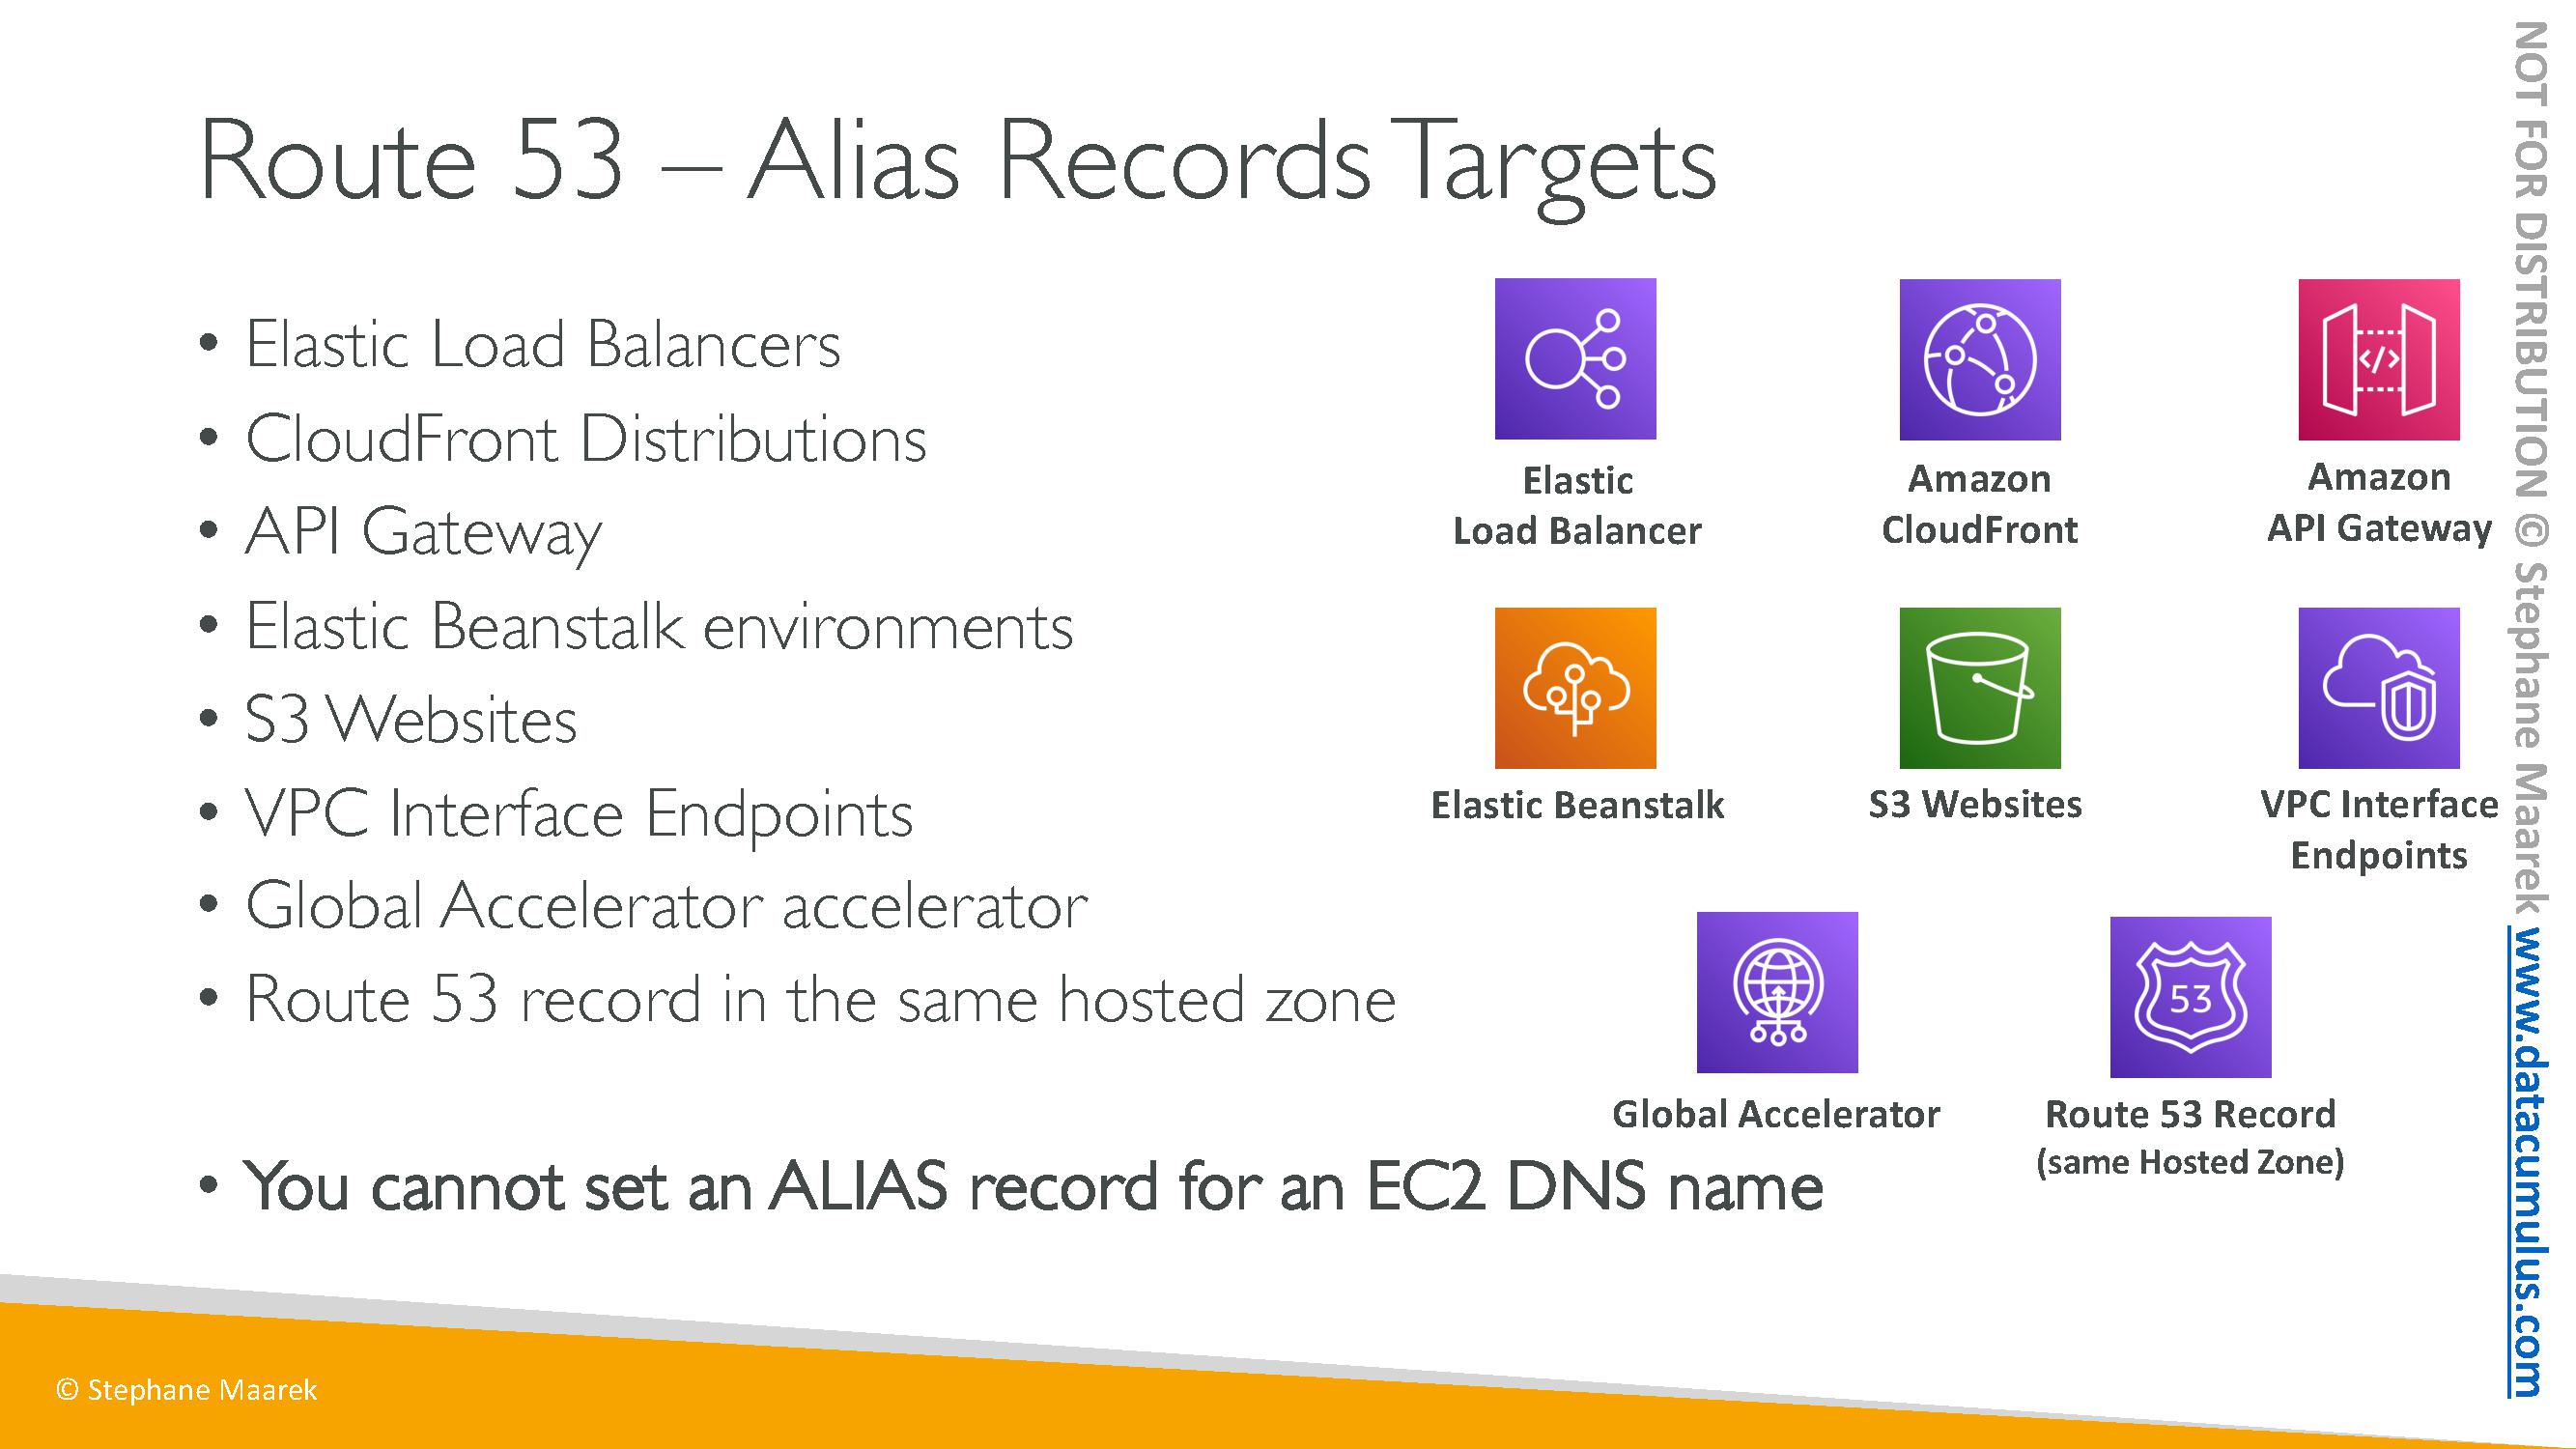 Route 53 – Alias Records Targets
• Elastic Load Balancers
• CloudFront Distributions
• API Gateway
• Elastic Beanstalk environments
• S3 Websites
• VPC Interface Endpoints
• Global Accelerator accelerator
• Route 53 record in the same hosted zone
• You cannot set an ALIAS record for an EC2 DNS name
Elastic
Load Balancer
Amazon
CloudFront
Amazon
API Gateway
Elastic Beanstalk
S3 Websites
VPC Interface
Endpoints
Global Accelerator
53
Route 53 Record
(same Hosted Zone)
© Stephane Maarek
NOT FOR DISTRIBUTION © Stephane Maarek www.datacumulus.com